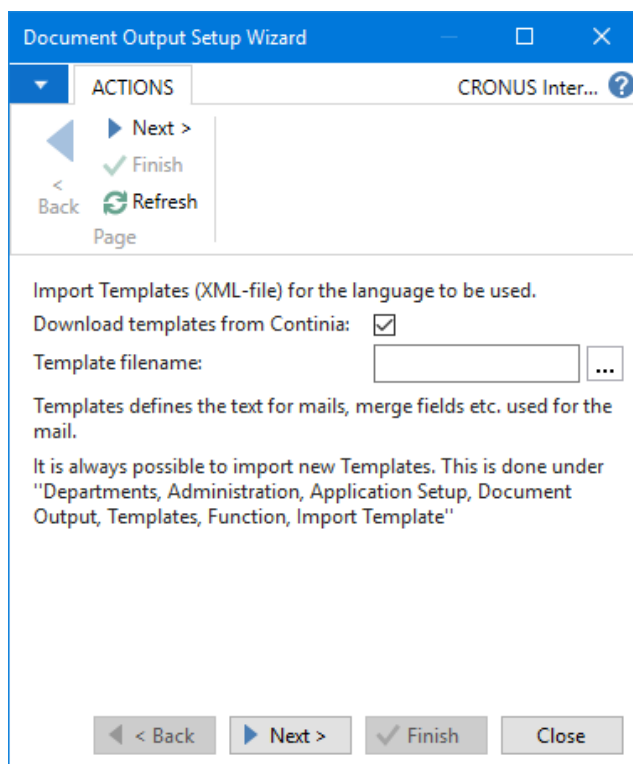 Document Output Setup Wizard
ACTIONS
CRONUS Inter... ?
< Back
Next >
Finish
Refresh
Page
Import Templates (XML-file) for the language to be used.
Download templates from Continia:
Template filename:
...
Templates defines the text for mails, merge fields etc. used for the
mail.
It is always possible to import new Templates. This is done under
"Departments, Administration, Application Setup, Document
Output, Templates, Function, Import Template"
< Back
Next >
Finish
Close